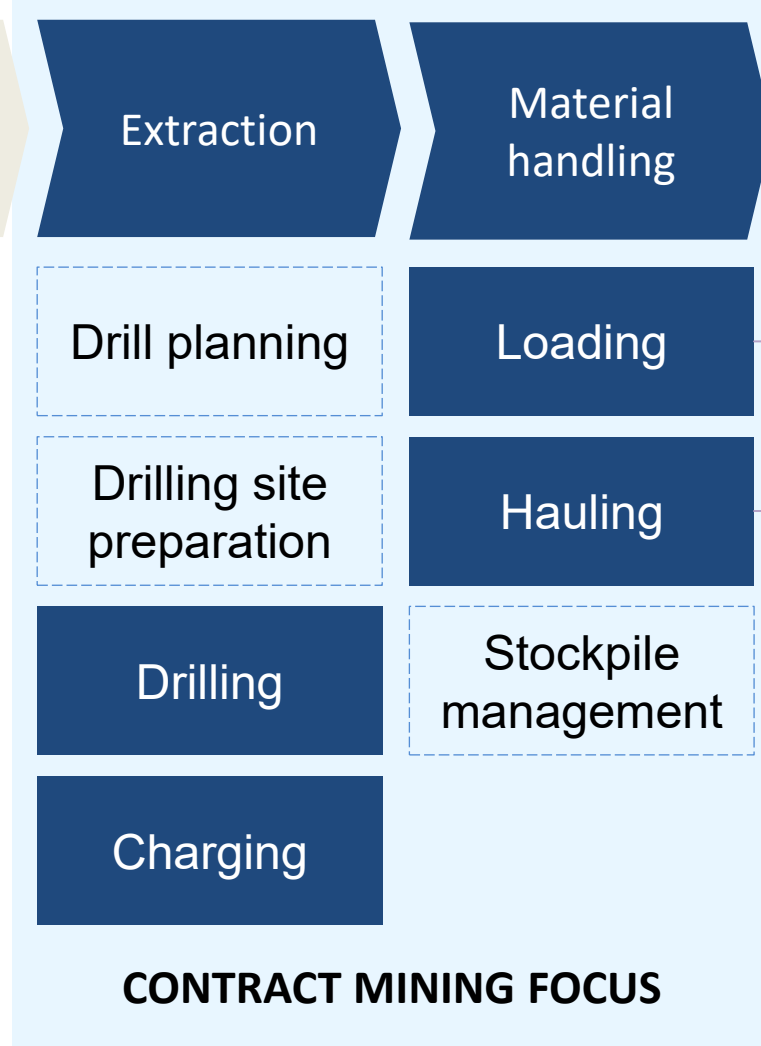 Extraction
Material
handling
Drill planning
Loading
Drilling site
preparation
Hauling
Drilling
Stockpile
management
Charging
CONTRACT MINING FOCUS